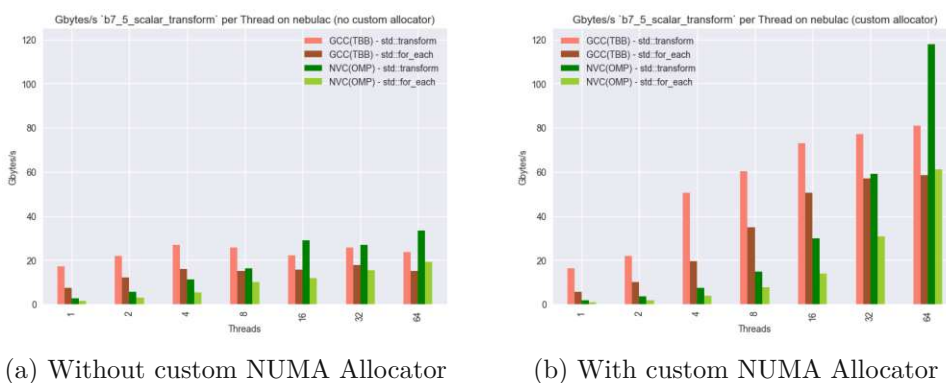 Gbytes/s `b7_5_scalar_transform` per Thread on nebulac (no custom allocator)
120
100
80
60
40
20
0
Gbytes/s
GCC(TBB) - std::transform
GCC(TBB) - std::for_each
NVC(OMP) - std::transform
NVC(OMP) - std::for_each
1 2 4 8 16 32 64
Threads
(a) Without custom NUMA Allocator
Gbytes/s `b7_5_scalar_transform` per Thread on nebulac (custom allocator)
120
100
80
60
40
20
0
Gbytes/s
GCC(TBB) - std::transform
GCC(TBB) - std::for_each
NVC(OMP) - std::transform
NVC(OMP) - std::for_each
1 2 4 8 16 32 64
Threads
(b) With custom NUMA Allocator